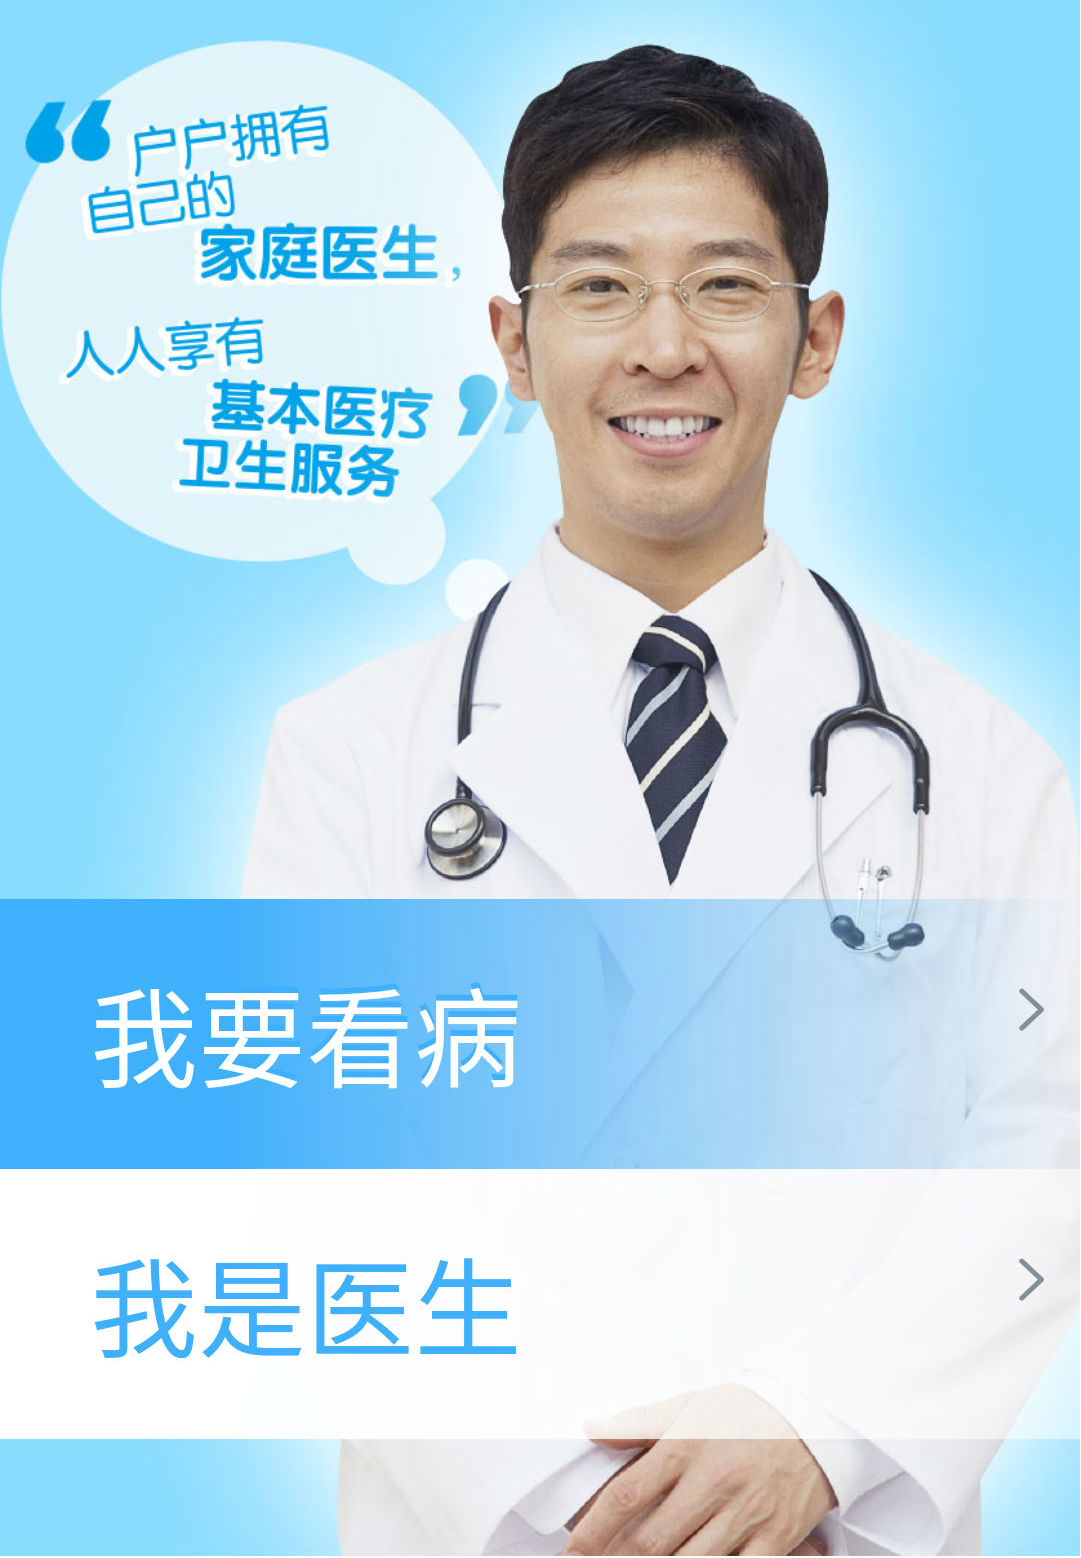 “户户拥有
自己的
家庭医生，
人人享有
基本医疗”
卫生服务
我要看病
我是医生